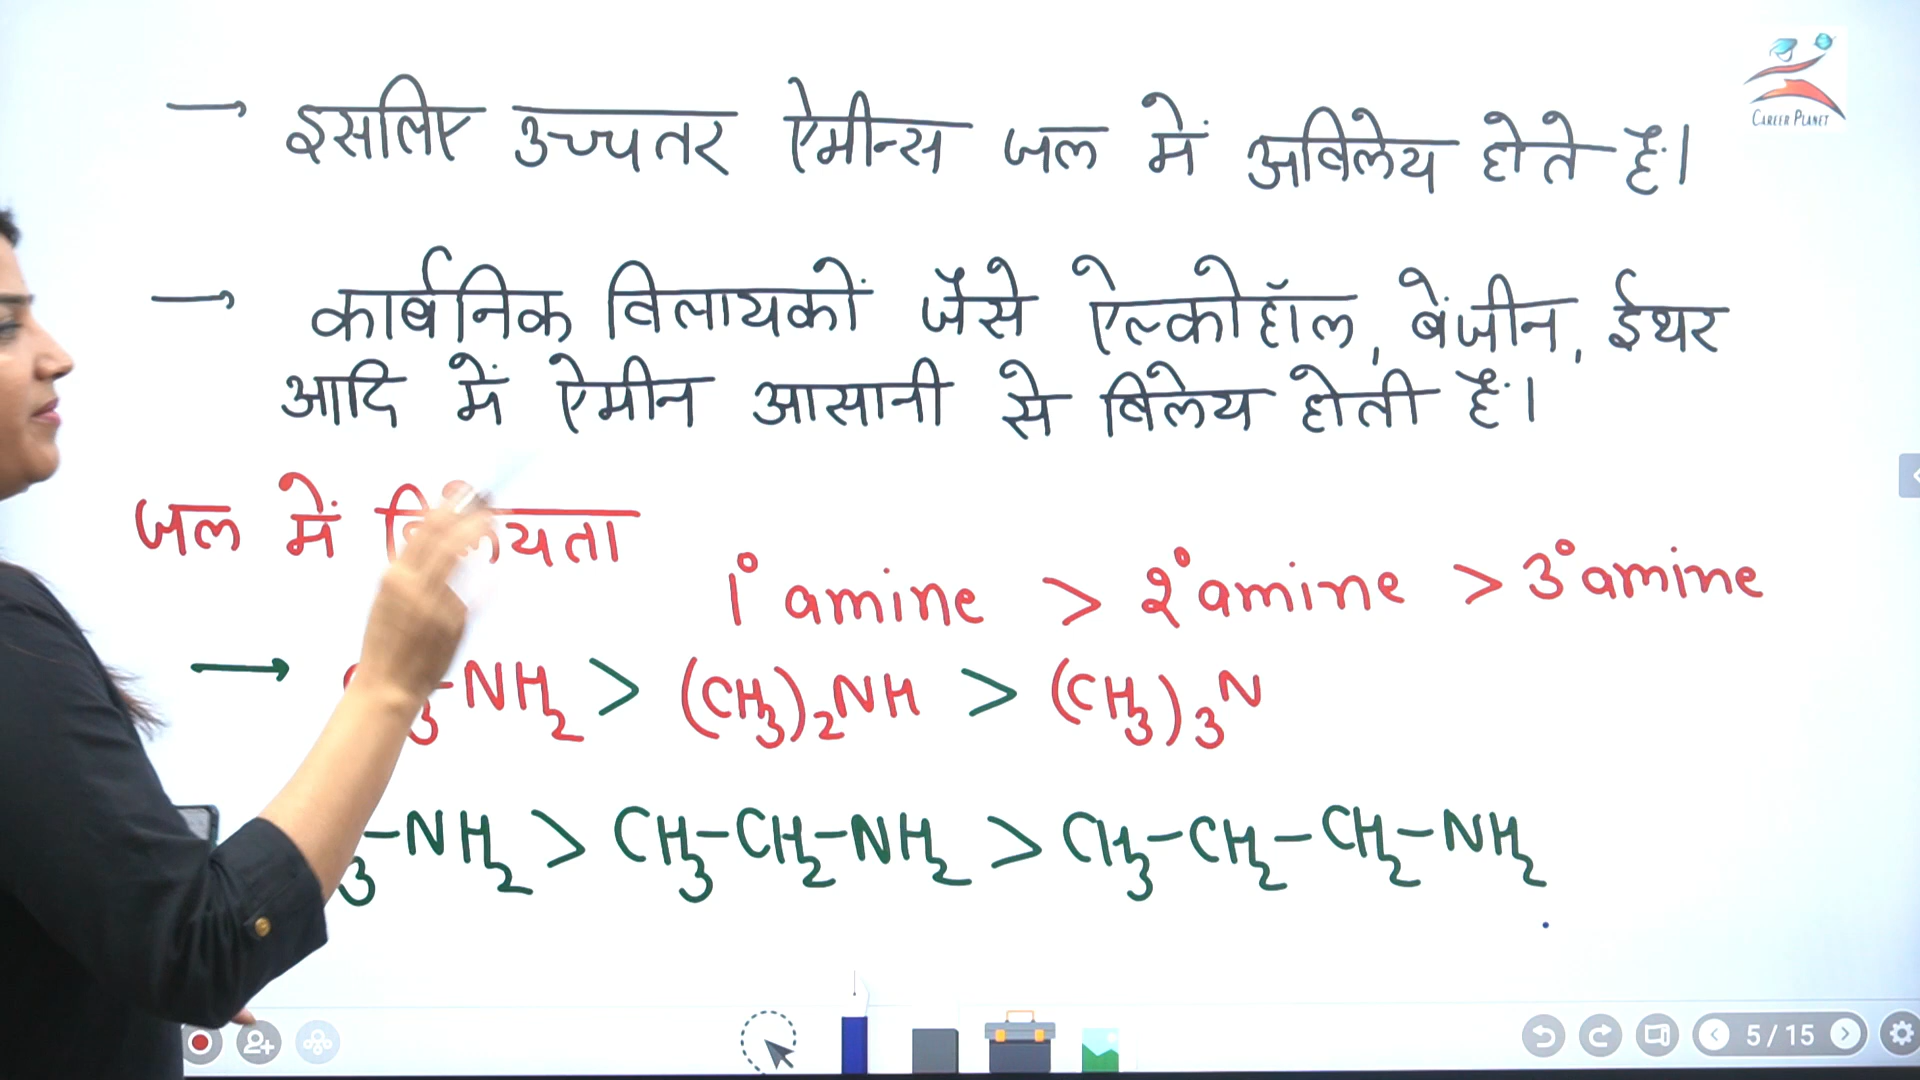 → इसलिए उच्चतर ऐमीन्स जल में अविलेय होते हैं।
CAREER PLANET
→ कार्बनिक विलायकों जैसे ऐल्कोहॉल, बेंजीन, ईथर
आदि में ऐमीन आसानी से विलेय होती हैं।
जल में
1° amine > 2° amine > 3° amine
→ NH₂ > (CH₃)₂NH > (CH₃)₃N
₃-NH₂ > CH₃-CH₂-NH₂ > CH₃-CH₂-CH₂-NH₂
5/15